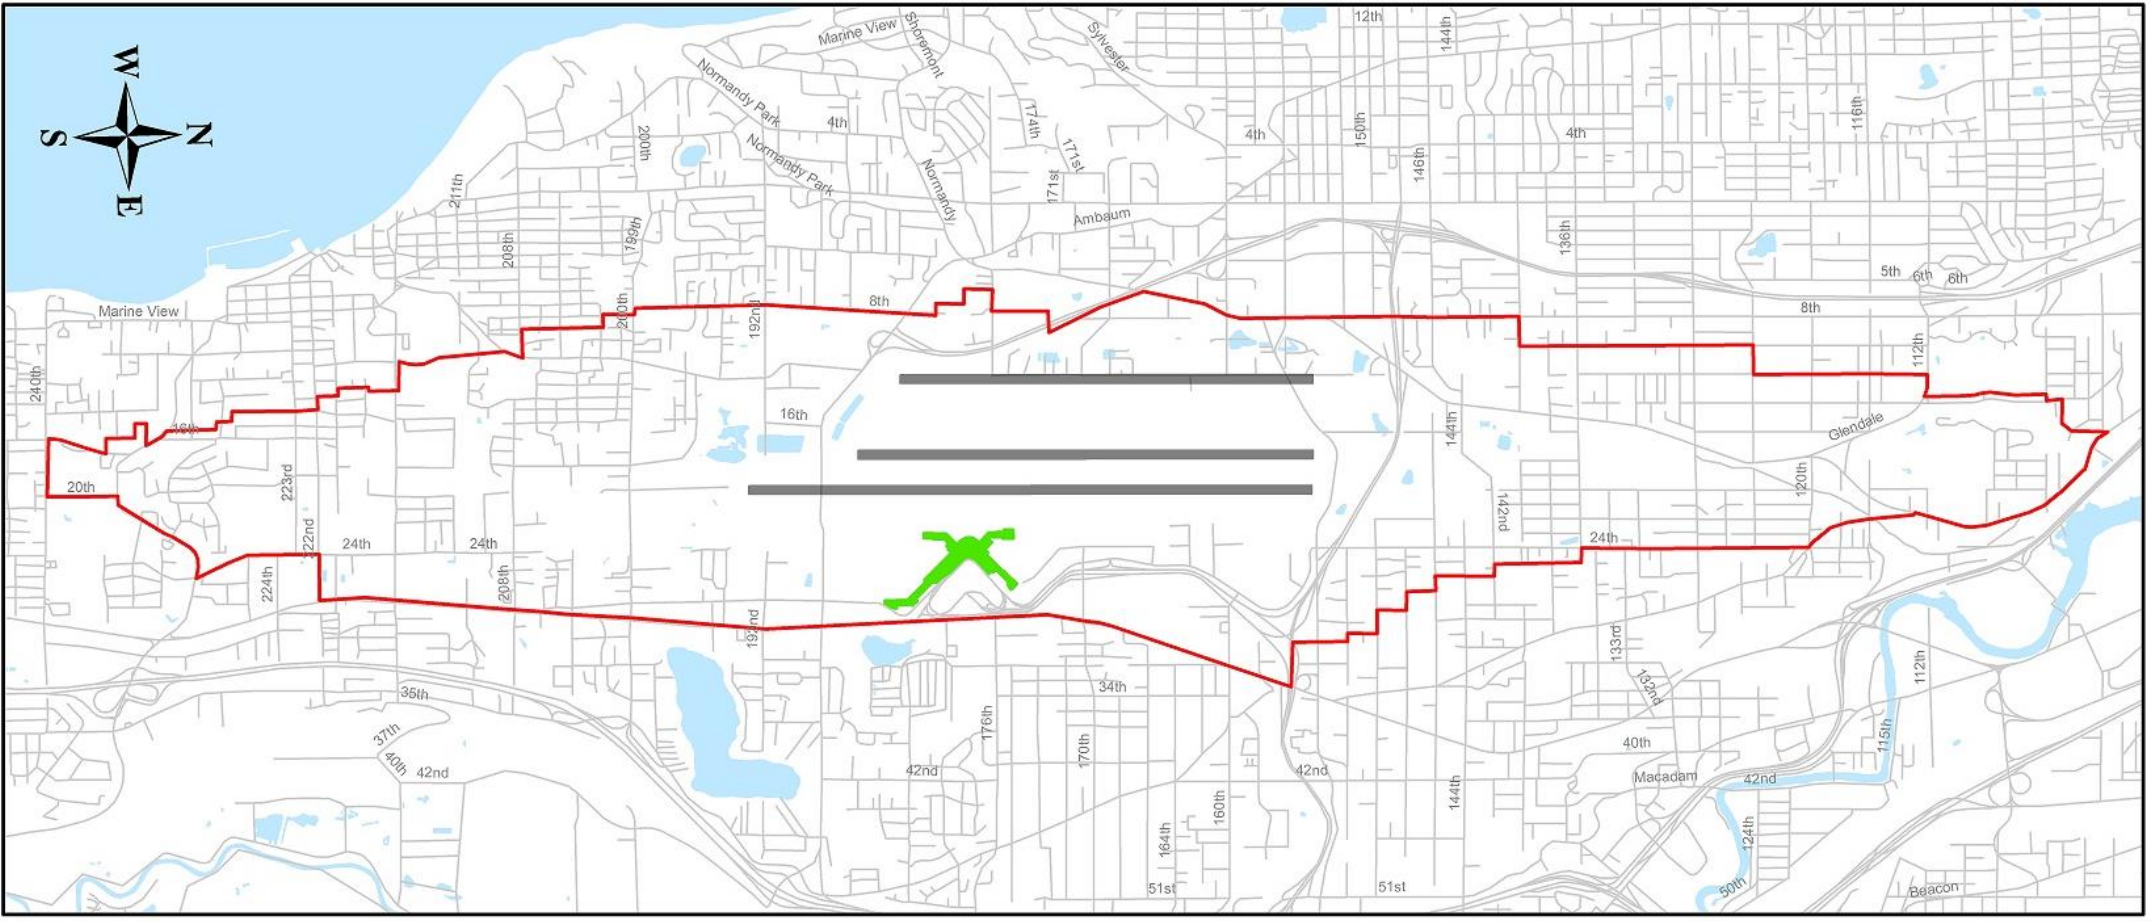 W
N
S
E
12th
144th
Marine View
Shoremont
Sylvester
Normandy Park
4th
174th
4th
150th
4th
116th
200th
171st
Normandy Park
146th
211th
Normandy
171st
Ambaum
199th
208th
136th
5th
6th
6th
Marine View
200th
192nd
8th
8th
112th
240th
16th
16th
144th
Glendale
20th
223rd
120th
142nd
222nd
24th
24th
24th
224th
208th
192nd
133rd
132nd
112th
35th
34th
176th
37th
170th
40th
115th
40th
42nd
42nd
42nd
Macadam
42nd
144th
160th
164th
124th
51st
51st
50th
Beacon